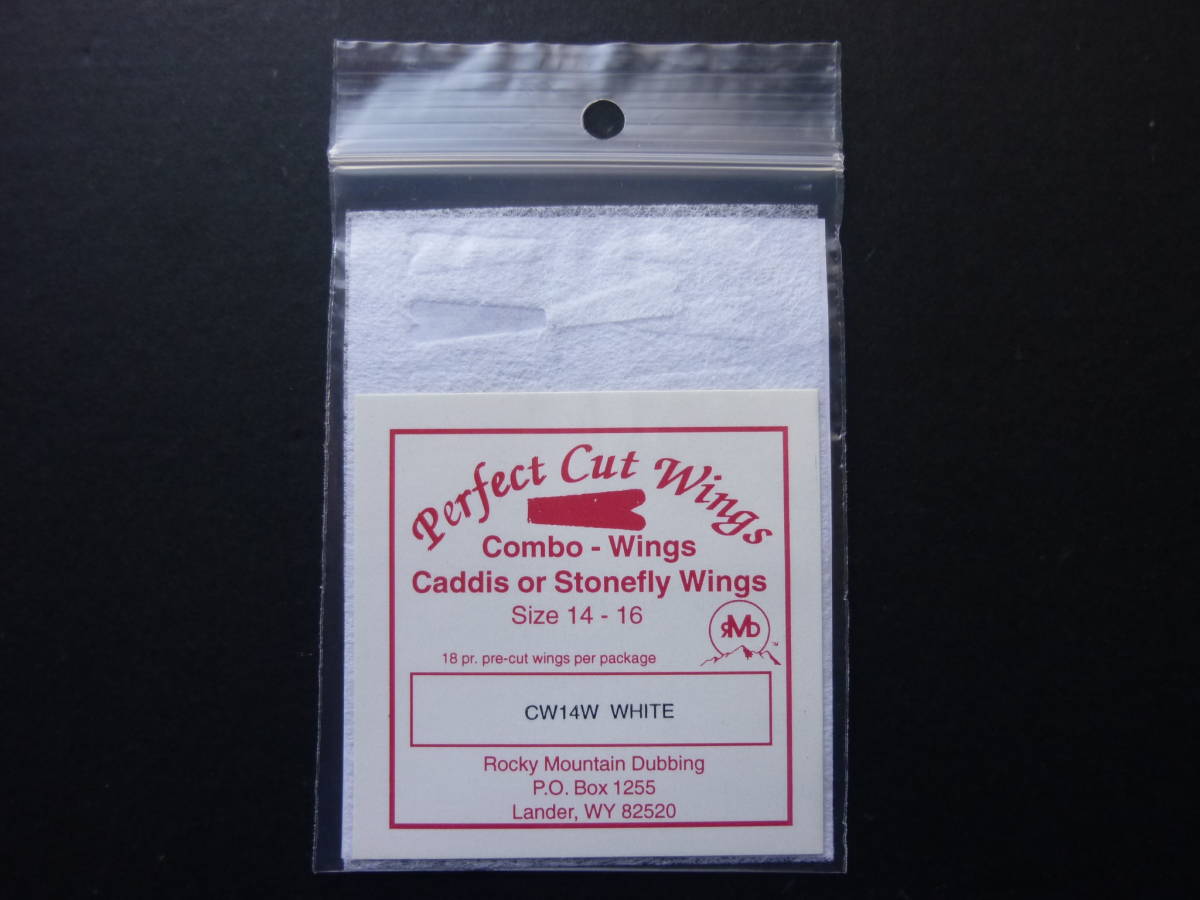 Perfect Cut Wings
Combo - Wings
Caddis or Stonefly Wings
Size 14 - 16
RMD
TM
18 pr. pre-cut wings per package
CW14W WHITE
Rocky Mountain Dubbing
P.O. Box 1255
Lander, WY 82520